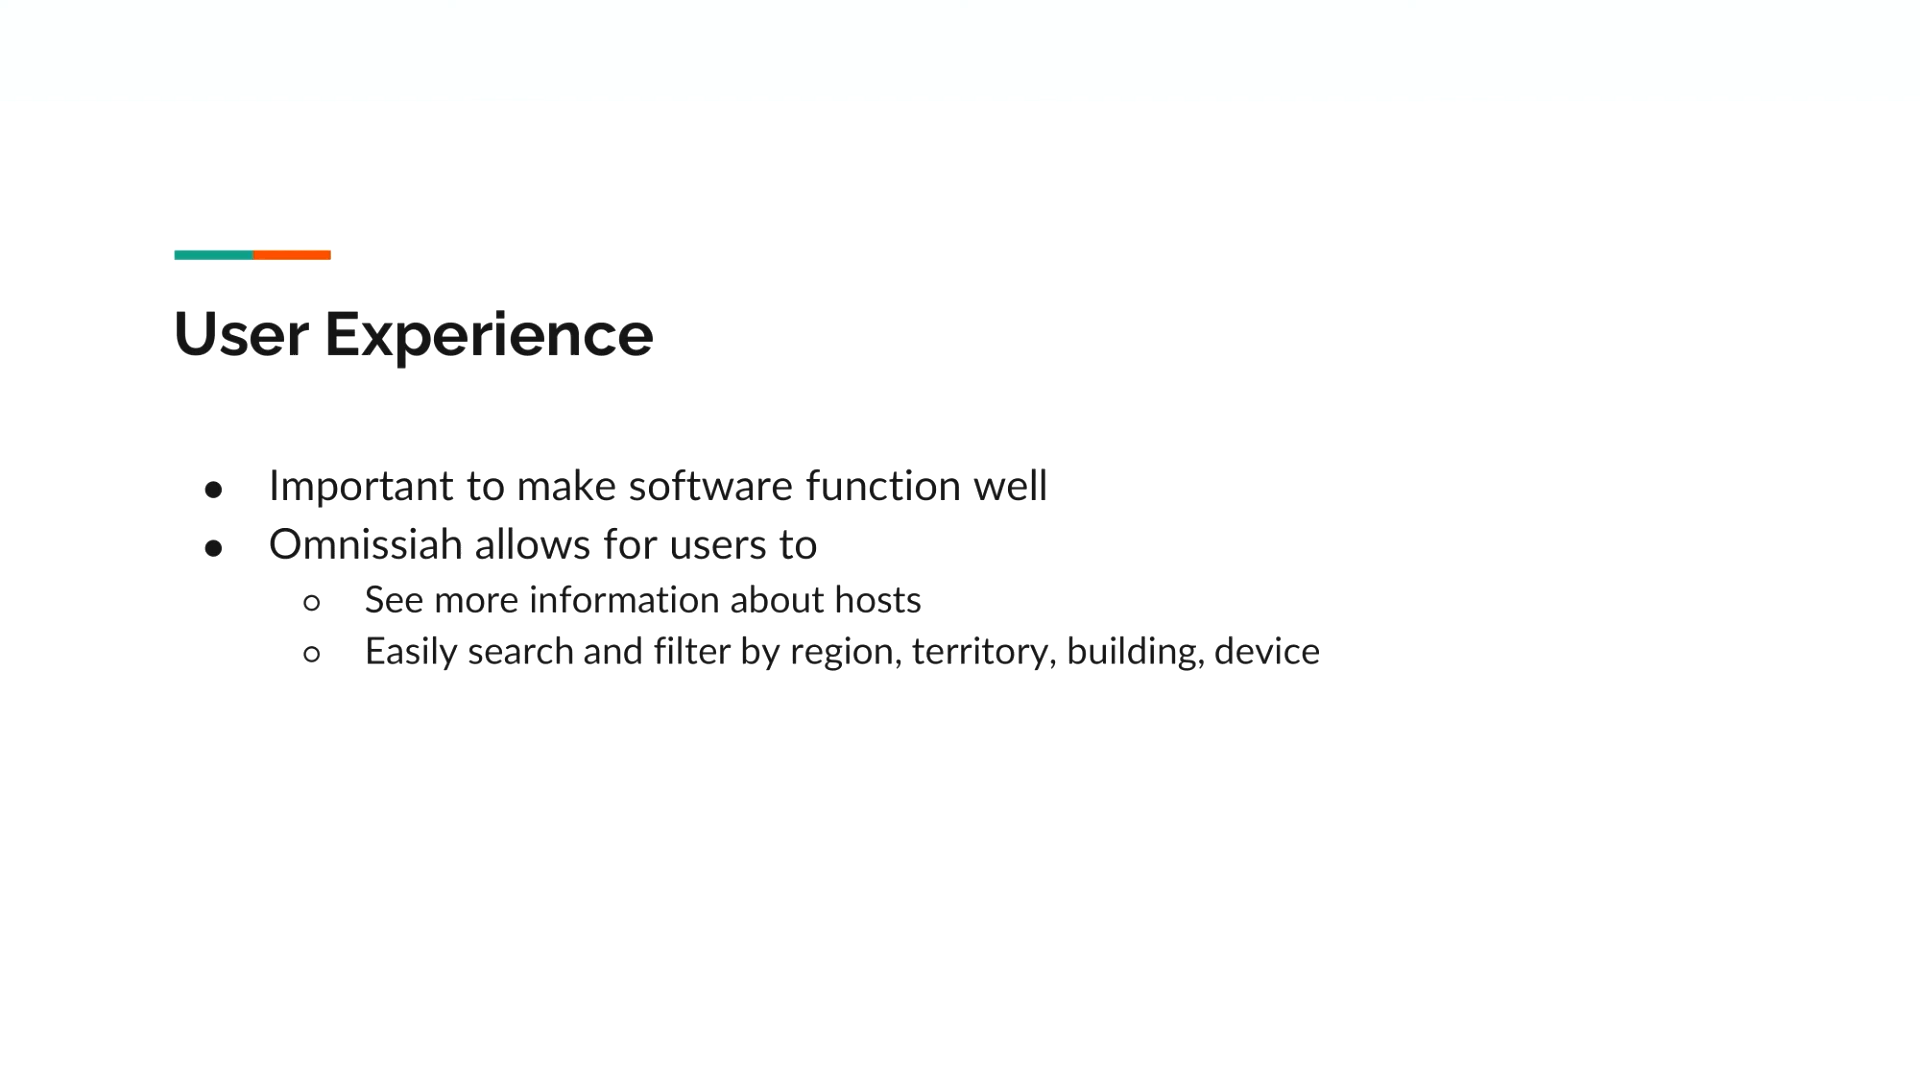 User Experience
● Important to make software function well
● Omnissiah allows for users to
○ See more information about hosts
○ Easily search and filter by region, territory, building, device